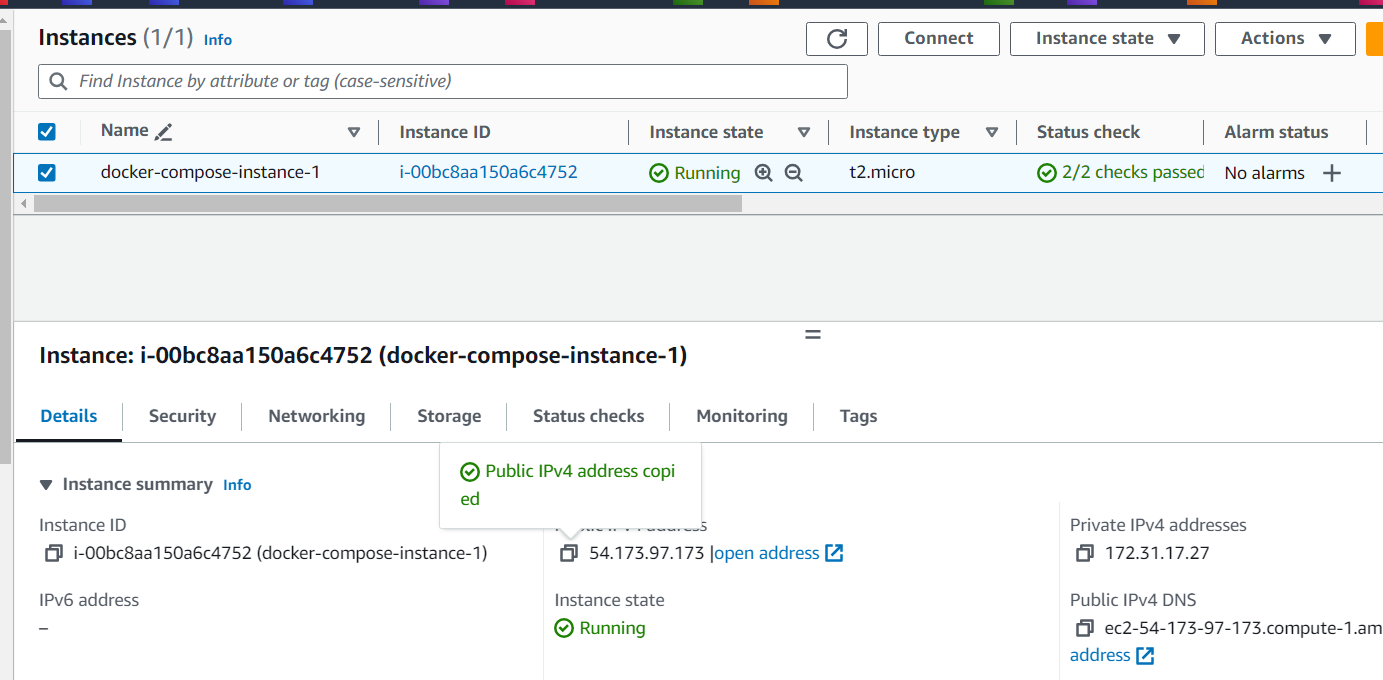 Instances (1/1) Info
Connect
Instance state
Actions
Find Instance by attribute or tag (case-sensitive)
Name Instance ID Instance state Instance type Status check Alarm status
docker-compose-instance-1 i-00bc8aa150a6c4752 Running t2.micro 2/2 checks passed No alarms
Instance: i-00bc8aa150a6c4752 (docker-compose-instance-1)
Details Security Networking Storage Status checks Monitoring Tags
Public IPv4 address copi
ed
Instance summary Info
Instance ID
i-00bc8aa150a6c4752 (docker-compose-instance-1)
54.173.97.173 |open address
Private IPv4 addresses
172.31.17.27
IPv6 address
–
Instance state
Running
Public IPv4 DNS
ec2-54-173-97-173.compute-1.am
address